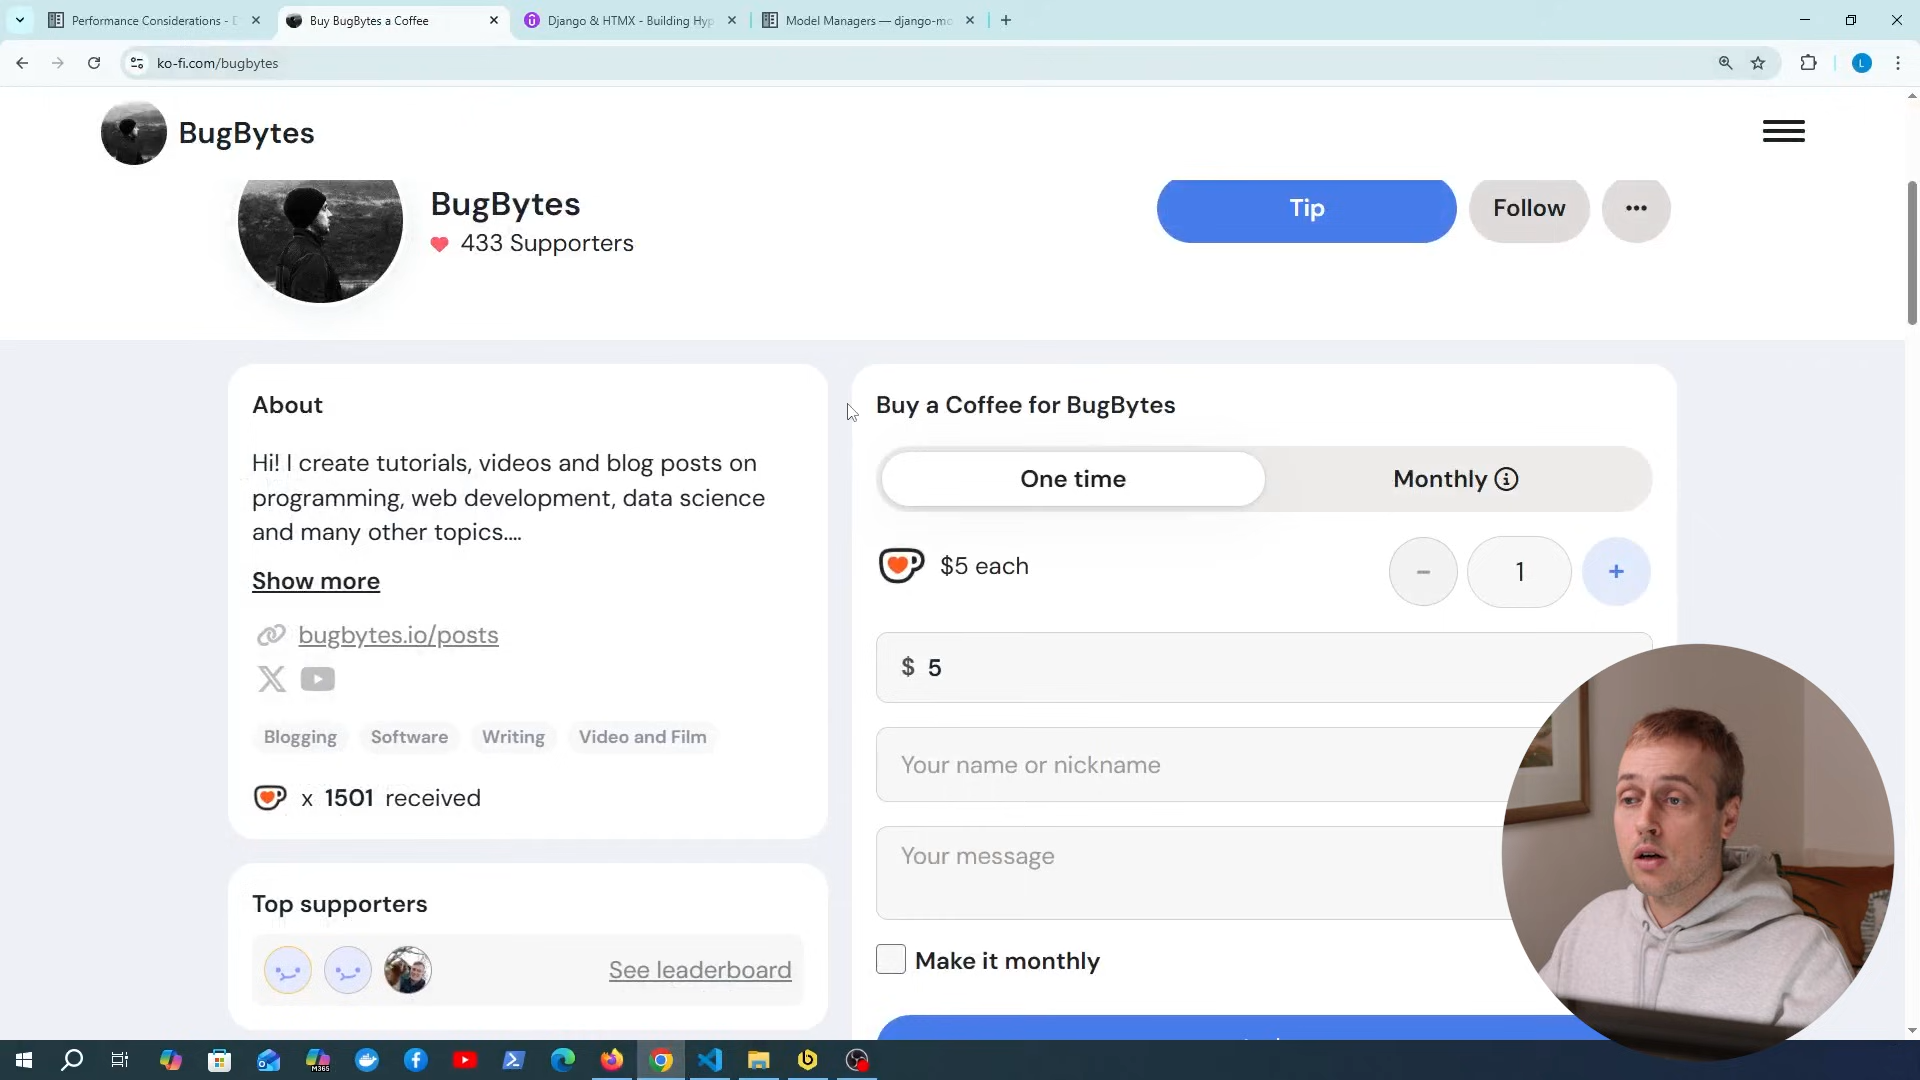 Performance Considerations - D
Buy BugBytes a Coffee
Django & HTMX - Building Hyp
Model Managers — django-mo
ko-fi.com/bugbytes
L
BugBytes
BugBytes
433 Supporters
Tip
Follow
About
Hi! I create tutorials, videos and blog posts on
programming, web development, data science
and many other topics....
Show more
bugbytes.io/posts
Blogging
Software
Writing
Video and Film
x 1501 received
Top supporters
See leaderboard
Buy a Coffee for BugBytes
One time
Monthly
$5 each
1
$ 5
Your name or nickname
Your message
Make it monthly
M365